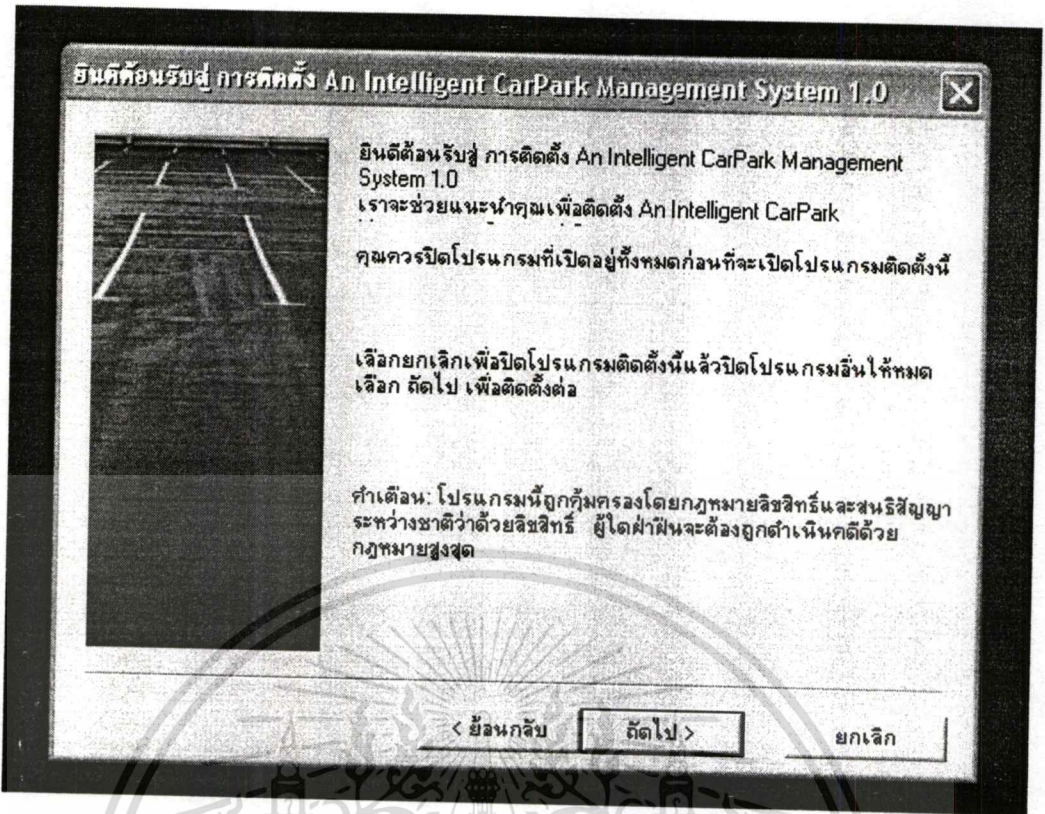 ยินดีต้อนรับสู่ การติดตั้ง An Intelligent CarPark Management System 1.0
ยินดีต้อนรับสู่ การติดตั้ง An Intelligent CarPark Management
System 1.0
เราจะช่วยแนะนำคุณเพื่อติดตั้ง An Intelligent CarPark
คุณควรปิดโปรแกรมที่เปิดอยู่ทั้งหมดก่อนที่จะเปิดโปรแกรมติดตั้งนี้
เลือกยกเลิกเพื่อปิดโปรแกรมติดตั้งนี้แล้วปิดโปรแกรมอื่นให้หมด
เลือก ถัดไป เพื่อติดตั้งต่อ
คำเตือน: โปรแกรมนี้ถูกคุ้มครองโดยกฎหมายลิขสิทธิ์และสนธิสัญญา
ระหว่างชาติว่าด้วยลิขสิทธิ์ ผู้ใดฝ่าฝืนจะต้องถูกดำเนินคดีด้วย
กฎหมายสูงสุด
< ย้อนกลับ
ถัดไป >
ยกเลิก